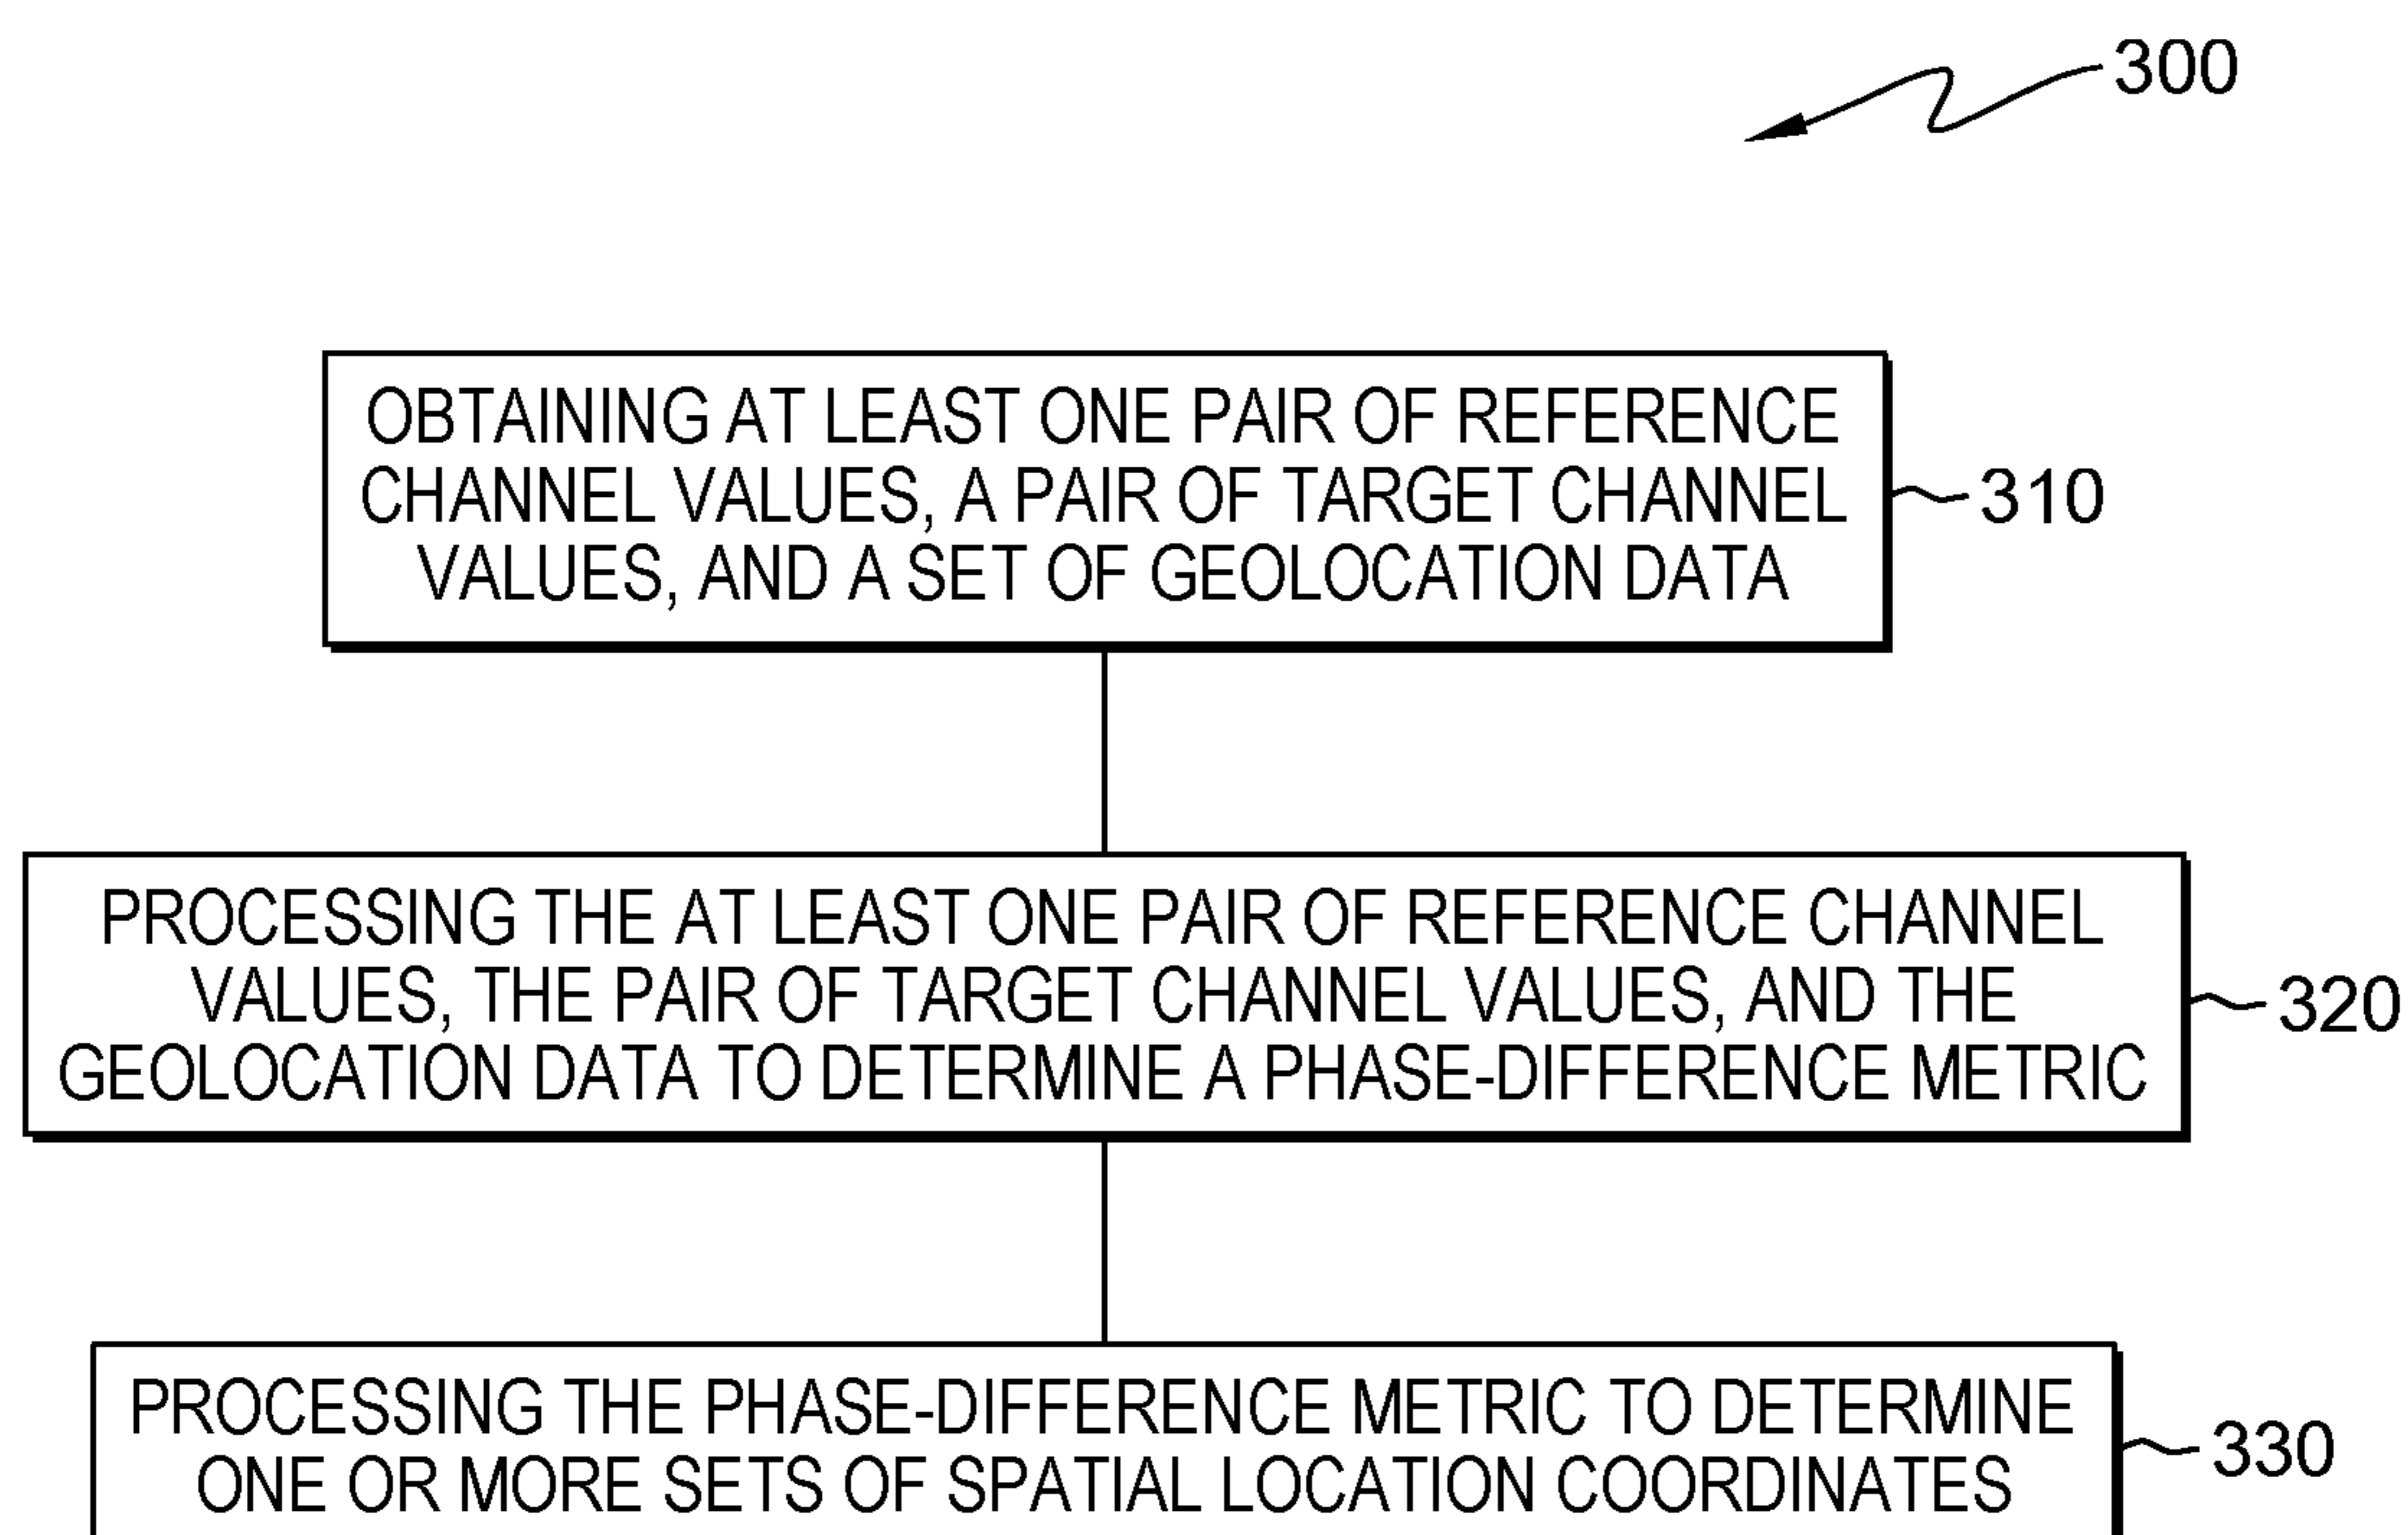 300
OBTAINING AT LEAST ONE PAIR OF REFERENCE
CHANNEL VALUES, A PAIR OF TARGET CHANNEL
VALUES, AND A SET OF GEOLOCATION DATA
310
PROCESSING THE AT LEAST ONE PAIR OF REFERENCE CHANNEL
VALUES, THE PAIR OF TARGET CHANNEL VALUES, AND THE
GEOLOCATION DATA TO DETERMINE A PHASE-DIFFERENCE METRIC
320
PROCESSING THE PHASE-DIFFERENCE METRIC TO DETERMINE
ONE OR MORE SETS OF SPATIAL LOCATION COORDINATES
330